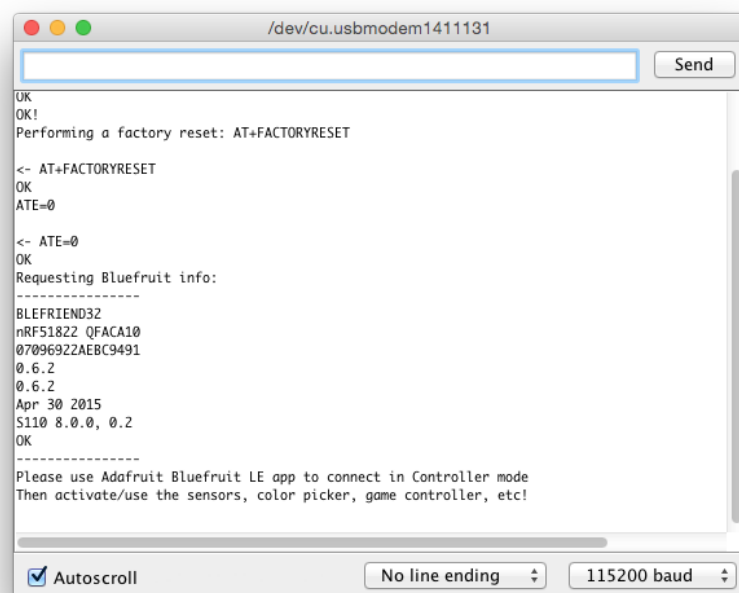 /dev/cu.usbmodem1411131
Send
OK
OK!
Performing a factory reset: AT+FACTORYRESET
<- AT+FACTORYRESET
OK
ATE=0
<- ATE=0
OK
Requesting Bluefruit info:
----------------
BLEFRIEND32
nRF51822 QFACA10
07096922AEBC9491
0.6.2
0.6.2
Apr 30 2015
S110 8.0.0, 0.2
OK
----------------
Please use Adafruit Bluefruit LE app to connect in Controller mode
Then activate/use the sensors, color picker, game controller, etc!
Autoscroll
No line ending
115200 baud